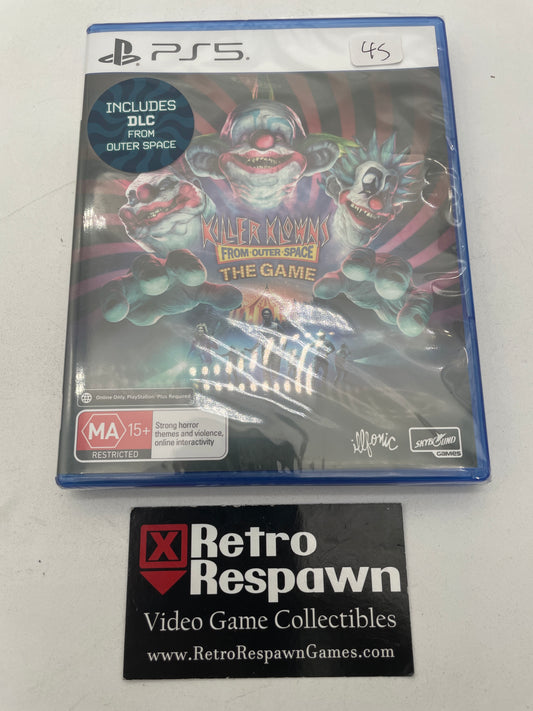 PS5
45
INCLUDES
DLC
FROM
OUTER SPACE
KILLER KLOWNS
FROM OUTER SPACE
THE GAME
Online Only, PlayStation®Plus Required
MA 15+
RESTRICTED
Strong horror
themes and violence,
online interactivity
illfonic
SKYBOUND
GAMES
X Retro
Respawn
Video Game Collectibles
www.RetroRespawnGames.com